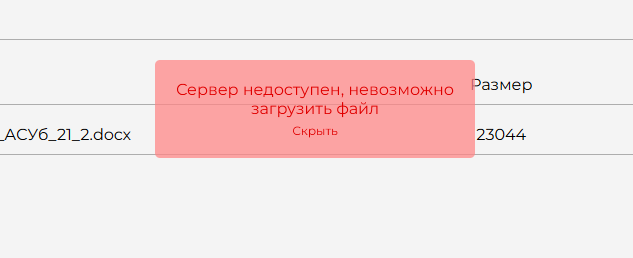 Размер
Сервер недоступен, невозможно
загрузить файл
Скрыть
_АСУб_21_2.docx 23044